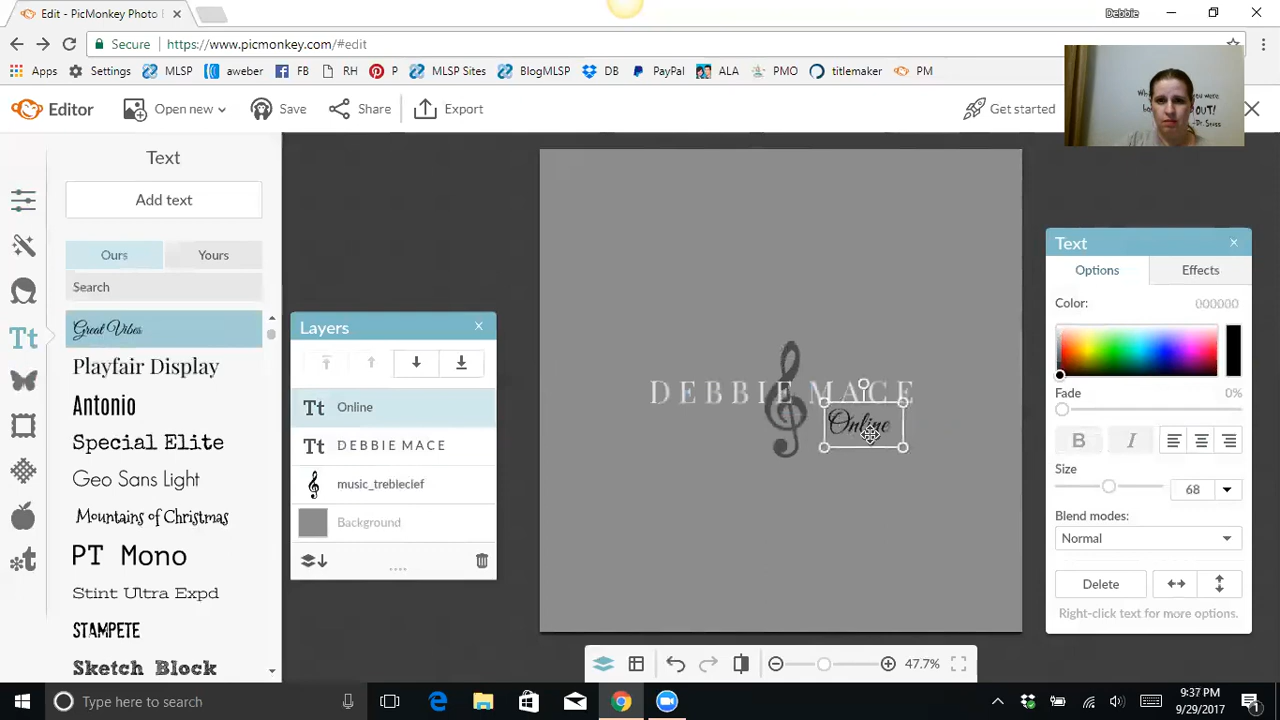 Edit - PicMonkey Photo E
Debbie
Secure
https://www.picmonkey.com/#edit
Apps
Settings
MLSP
aweber
FB
RH
P
MLSP Sites
BlogMLSP
DB
PayPal
ALA
PMO
titlemaker
PM
Editor
Open new
Save
Share
Export
Get started
OUT!
-Dr. Seuss
Text
Add text
Ours
Yours
Search
Great Vibes
Playfair Display
Antonio
Special Elite
Geo Sans Light
Mountains of Christmas
PT Mono
Stint Ultra Expd
STAMPETE
Sketch Block
Layers
Tt Online
Tt DEBBIE MACE
music_trebleclef
Background
DEBBIE MACE
Online
Text
Options
Effects
Color:
000000
Fade
0%
B
I
Size
68
Blend modes:
Normal
Delete
Right-click text for more options.
47.7%
Type here to search
9:37 PM
9/29/2017